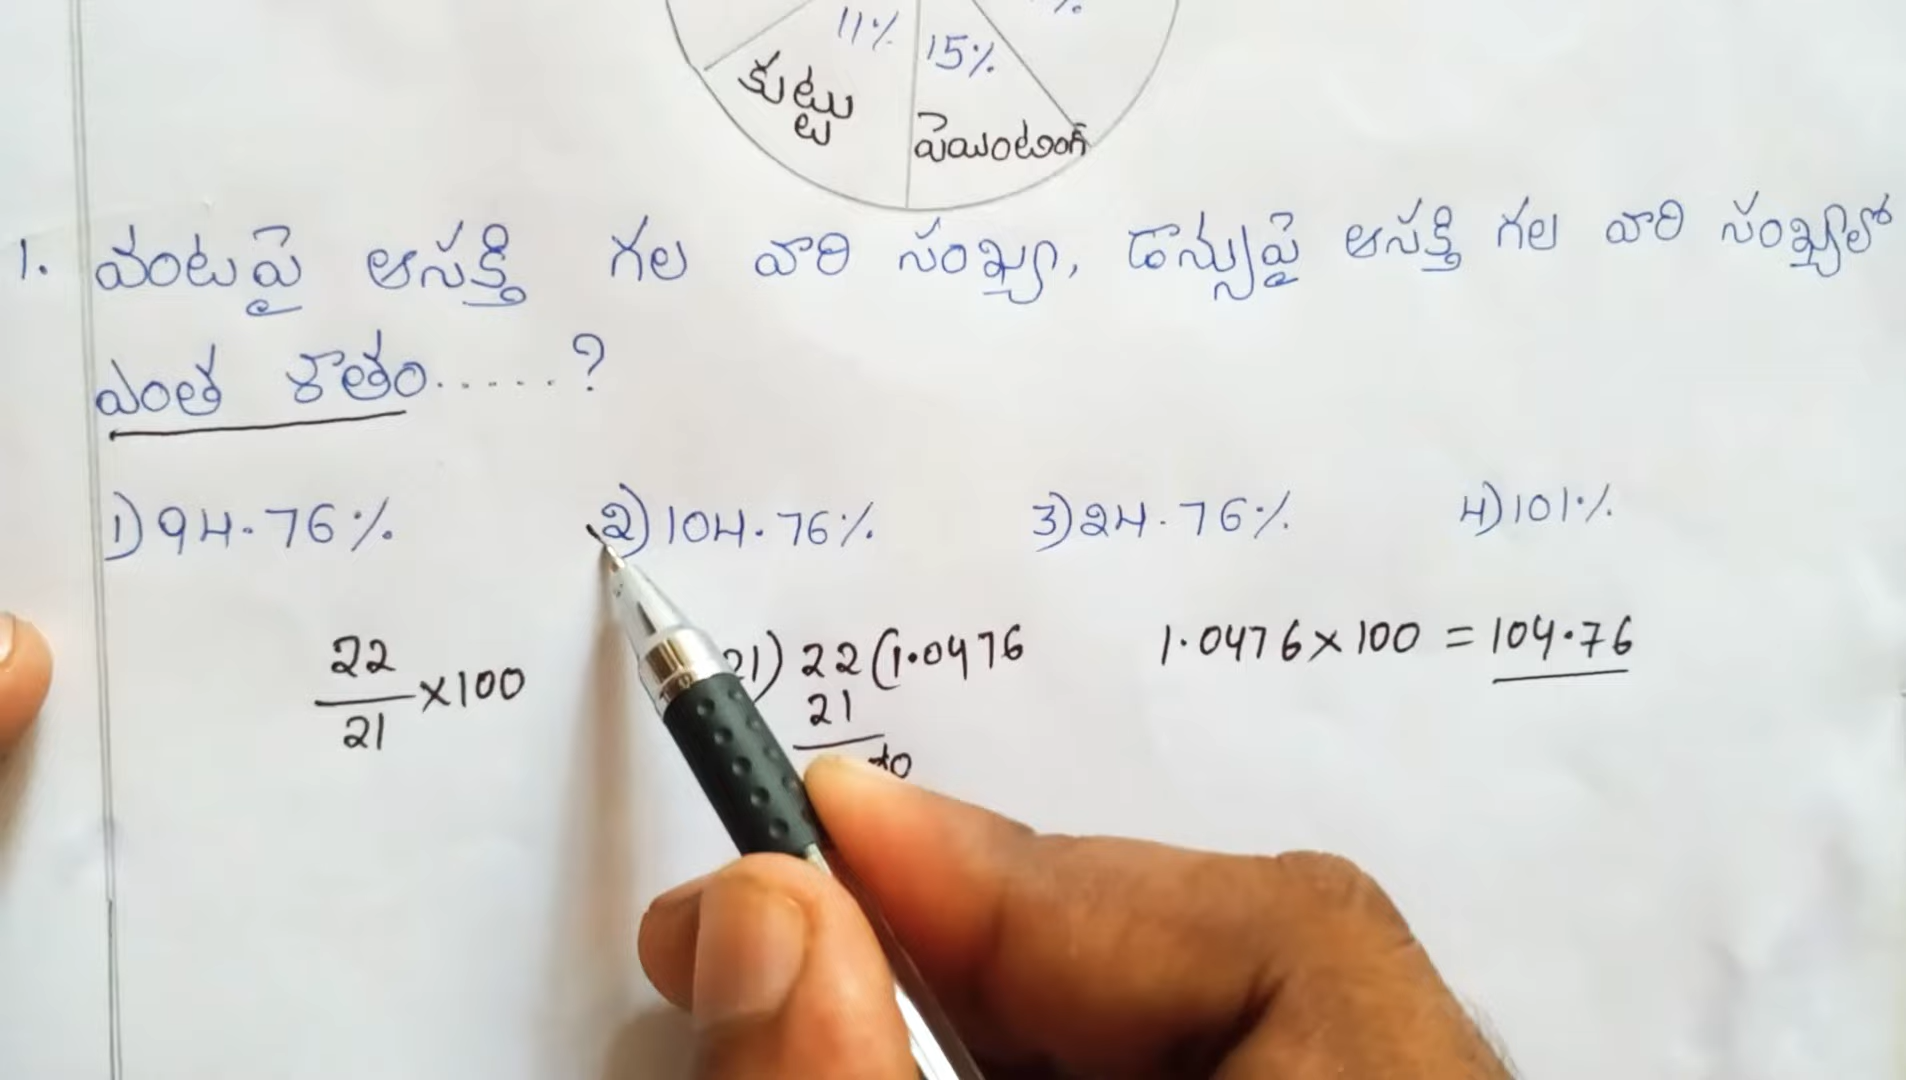 11%
15%
%
కుట్టు
పెయింటింగ్
1. వంటపై ఆసక్తి గల వారి సంఖ్య, డాన్సుపై ఆసక్తి గల వారి సంఖ్యలో
ఎంత శాతం......?
1) 94.76% 2) 104.76% 3) 24.76% 4) 101%
22
21
×100
21) 22 (1.0476
21
10
1.0476 × 100 = 104.76